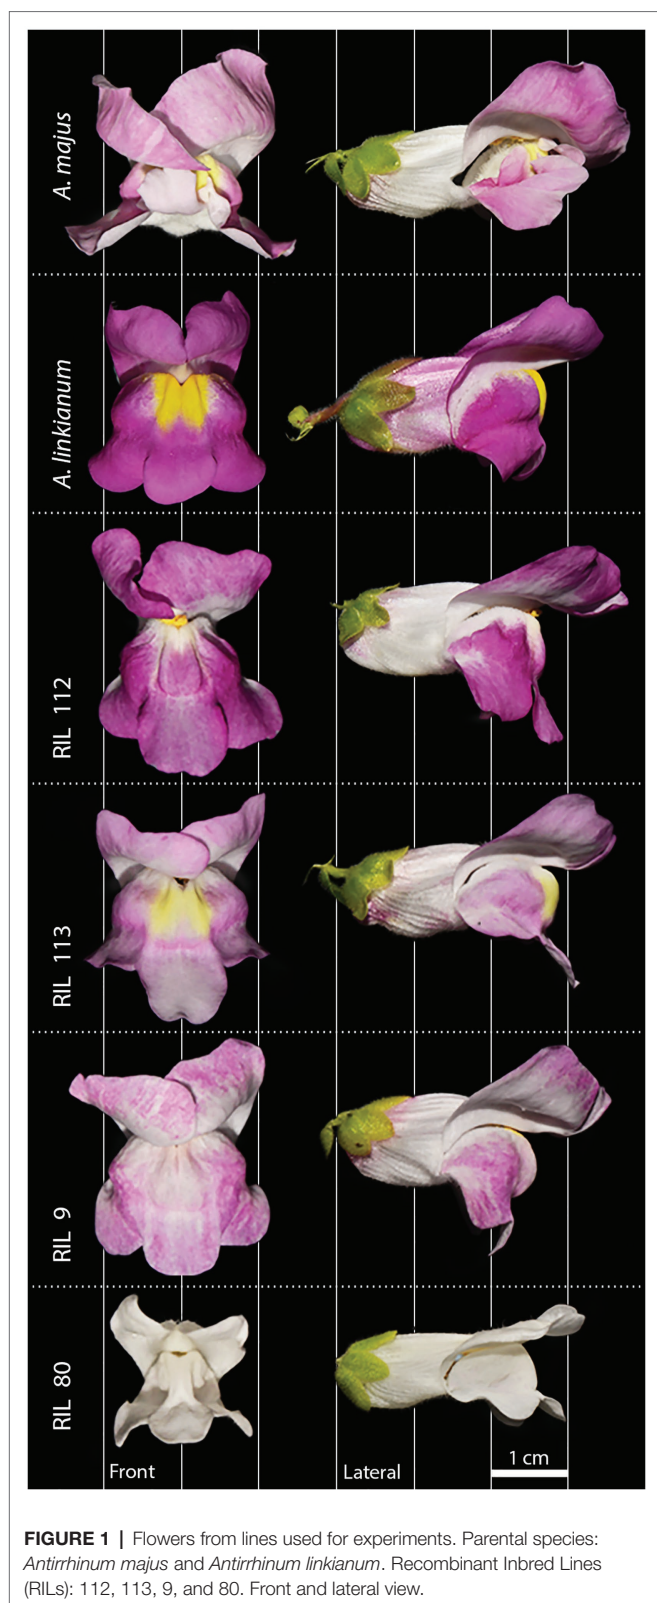 A. majus
A. linkianum
RIL 112
RIL 113
RIL 9
RIL 80
Front
Lateral
1 cm
FIGURE 1 | Flowers from lines used for experiments. Parental species:
Antirrhinum majus and Antirrhinum linkianum. Recombinant Inbred Lines
(RILs): 112, 113, 9, and 80. Front and lateral view.